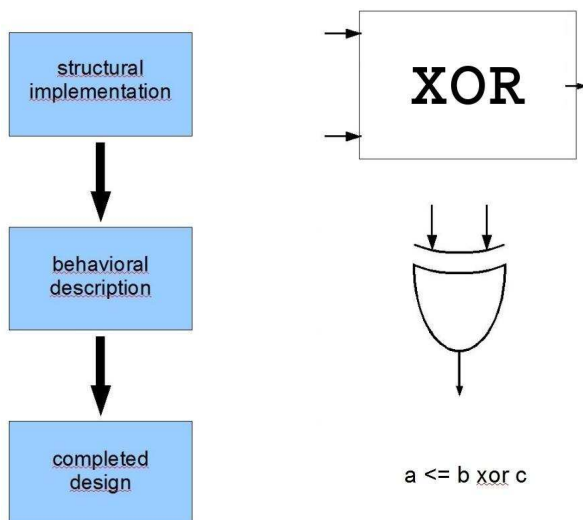 structural
implementation
XOR
behavioral
description
completed
design
a <= b xor c